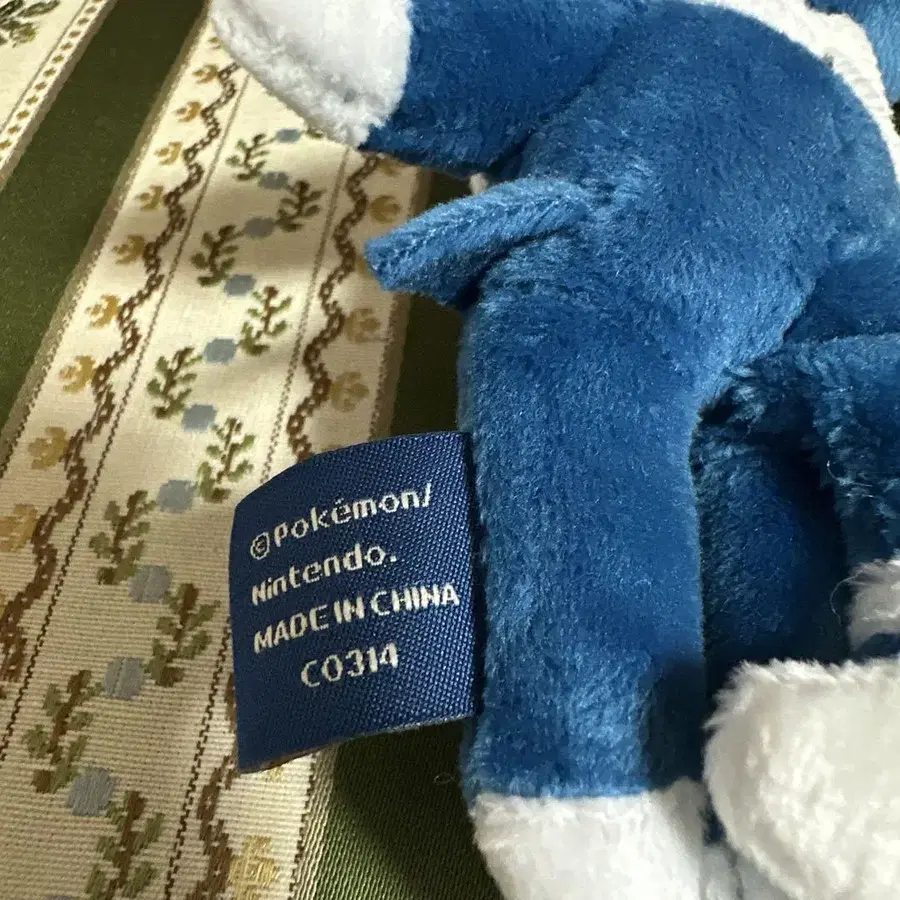 ©Pokémon/
Nintendo.
MADE IN CHINA
C0314